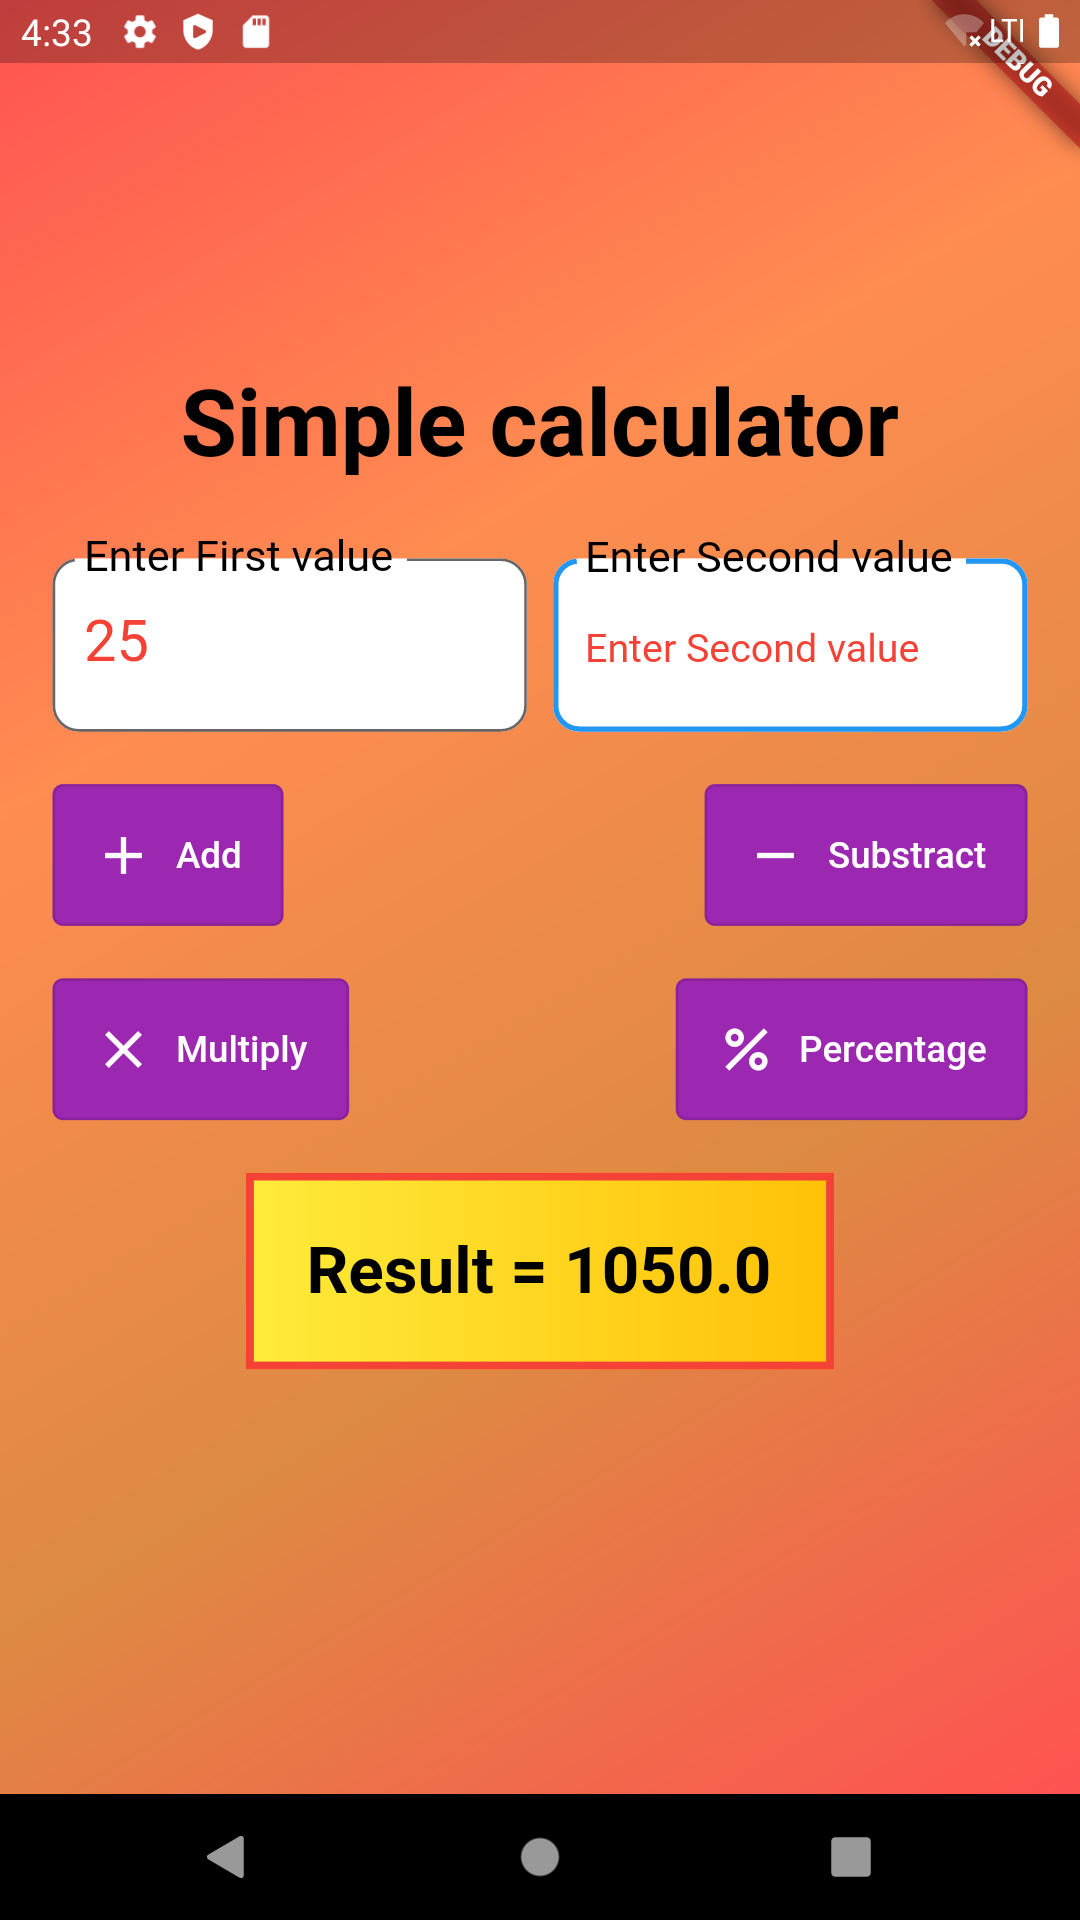 4:33
LTI
DEBUG
Simple calculator
Enter First value
Enter Second value
25
Enter Second value
Add
Substract
Multiply
Percentage
Result = 1050.0